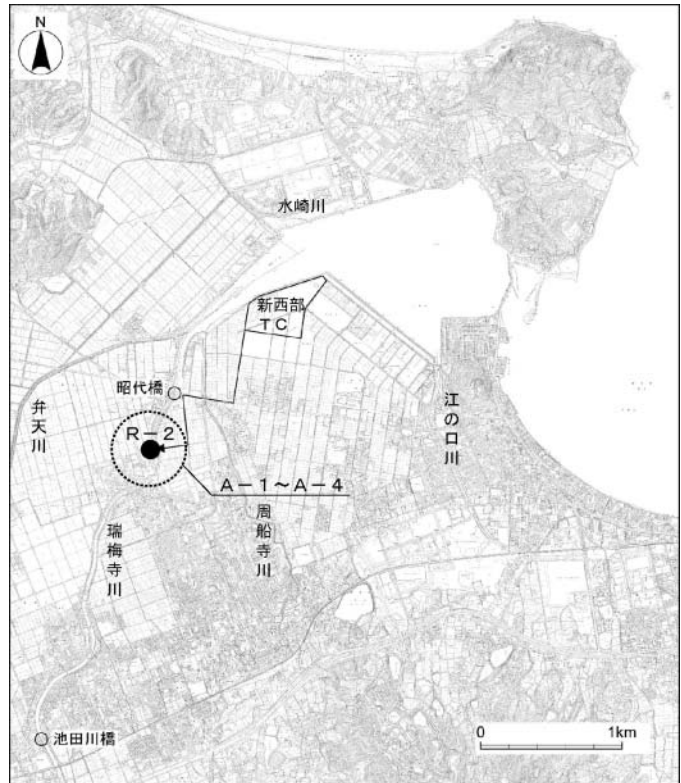 N
水崎川
新西部
TC
昭代橋
弁天川
R-2
江の口川
A-1~A-4
周船寺川
瑞梅寺川
池田川橋
0 1km